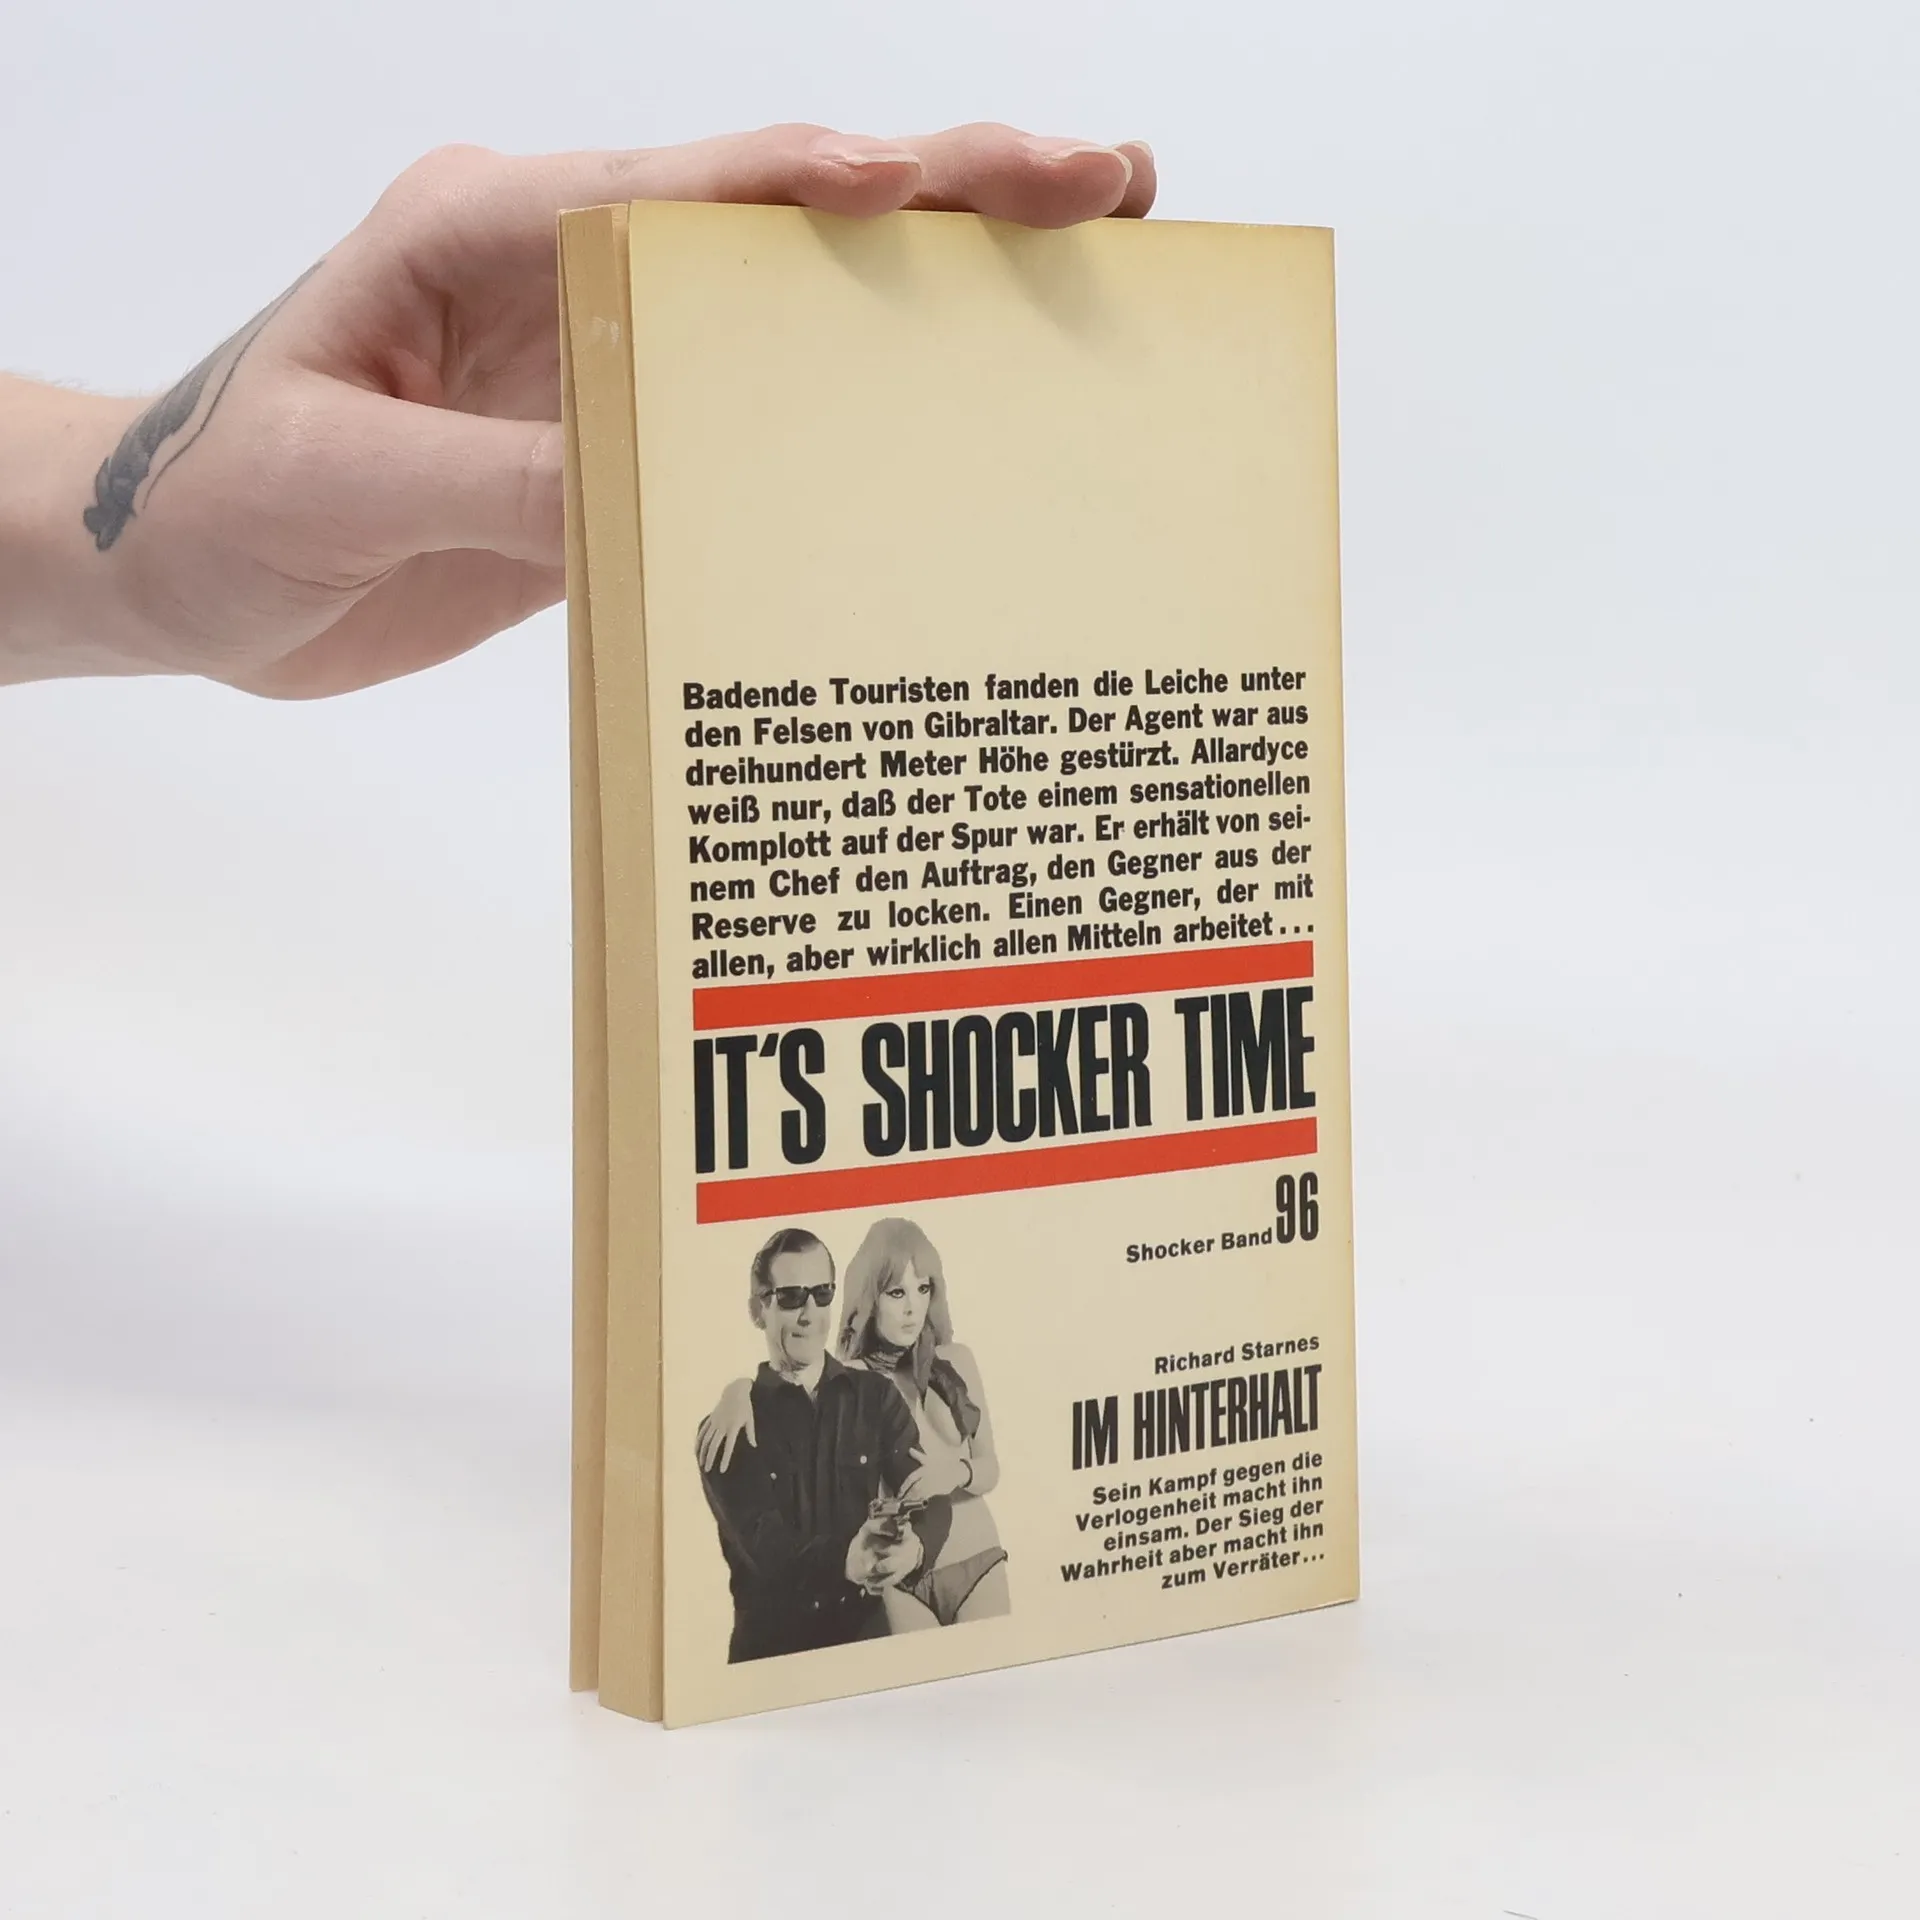 Badende Touristen fanden die Leiche unter
den Felsen von Gibraltar. Der Agent war aus
dreihundert Meter Höhe gestürzt. Allardyce
weiß nur, daß der Tote einem sensationellen
Komplott auf der Spur war. Er erhält von sei-
nem Chef den Auftrag, den Gegner aus der
Reserve zu locken. Einen Gegner, der mit
allen, aber wirklich allen Mitteln arbeitet...
IT'S SHOCKER TIME
Shocker Band 96
Richard Starnes
IM HINTERHALT
Sein Kampf gegen die
Verlogenheit macht ihn
einsam. Der Sieg der
Wahrheit aber macht ihn
zum Verräter...